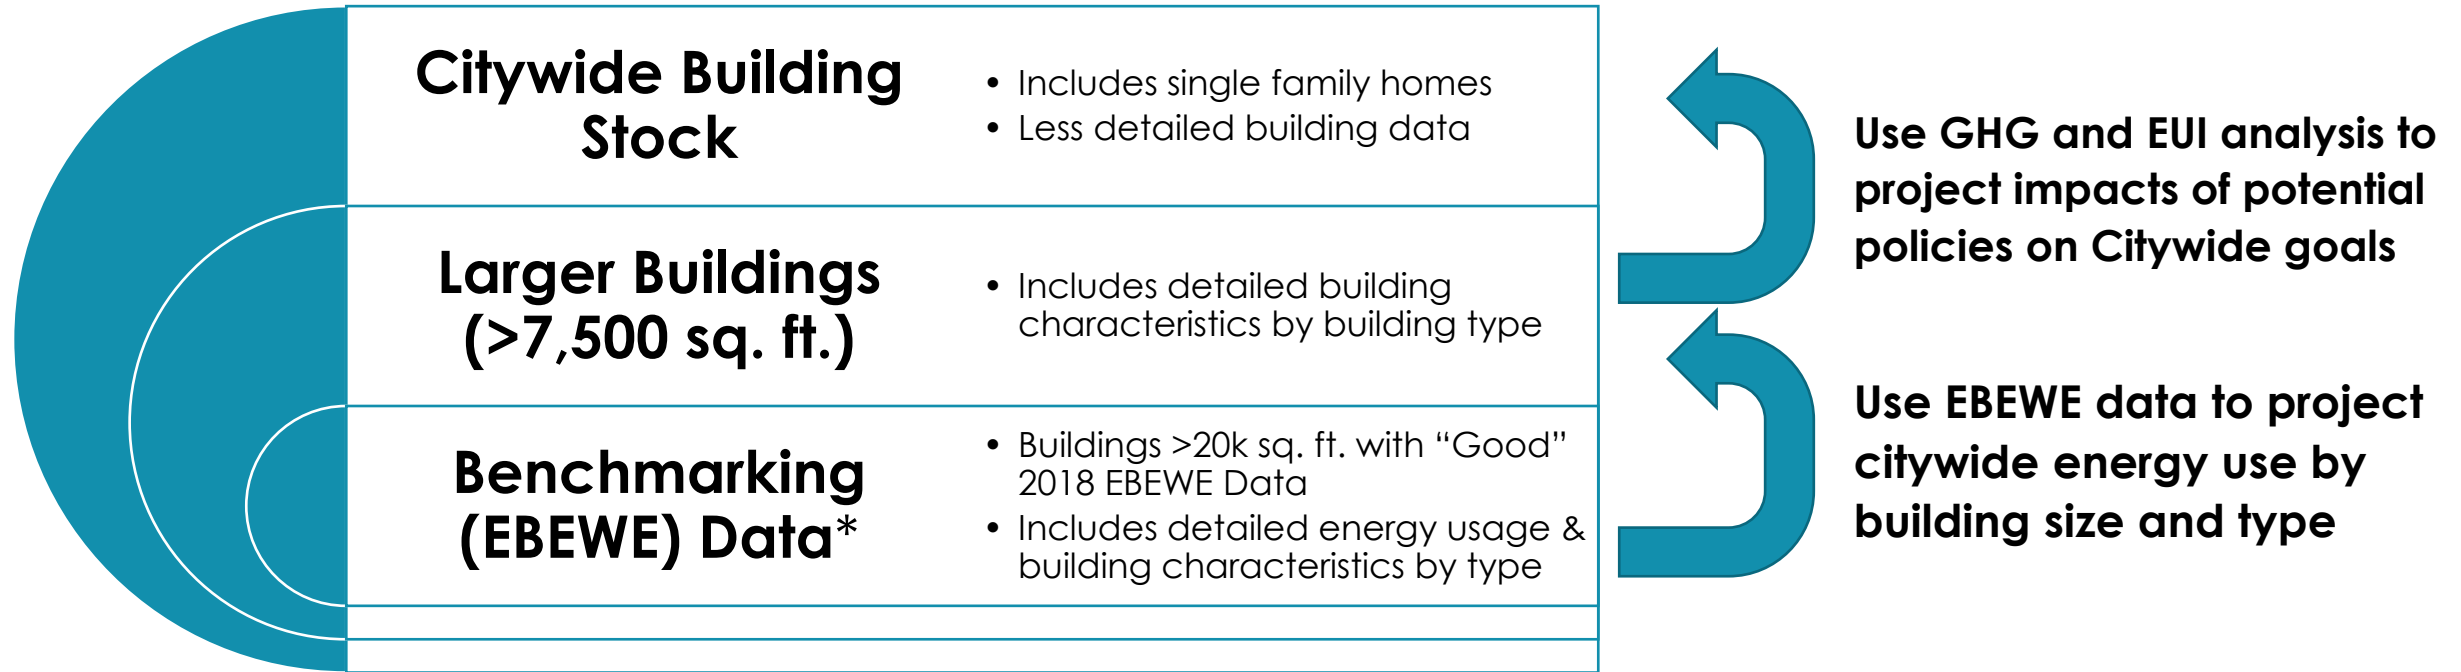 Citywide Building
Stock
• Includes single family homes
• Less detailed building data
Larger Buildings
(>7,500 sq. ft.)
• Includes detailed building
characteristics by building type
Benchmarking
(EBEWE) Data*
• Buildings >20k sq. ft. with “Good”
2018 EBEWE Data
• Includes detailed energy usage &
building characteristics by type
Use GHG and EUI analysis to
project impacts of potential
policies on Citywide goals
Use EBEWE data to project
citywide energy use by
building size and type